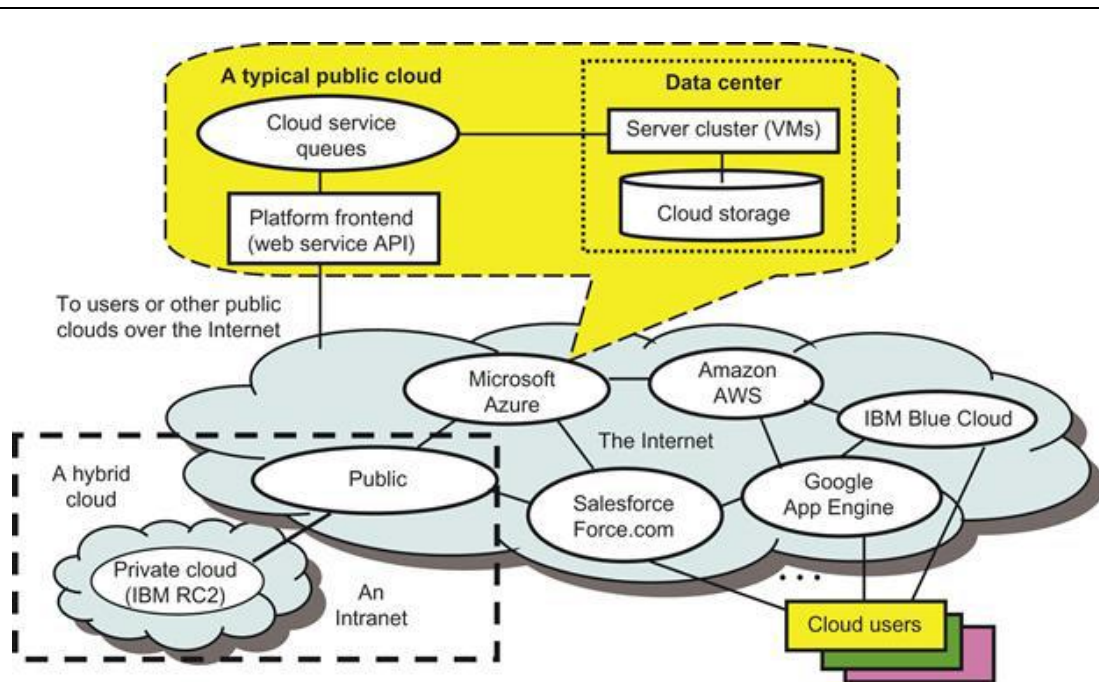 A typical public cloud
Data center
Cloud service
queues
Server cluster (VMs)
Cloud storage
Platform frontend
(web service API)
To users or other public
clouds over the Internet
Microsoft
Azure
Amazon
AWS
IBM Blue Cloud
The Internet
A hybrid
cloud
Public
Salesforce
Force.com
Google
App Engine
Private cloud
(IBM RC2)
An
Intranet
...
Cloud users